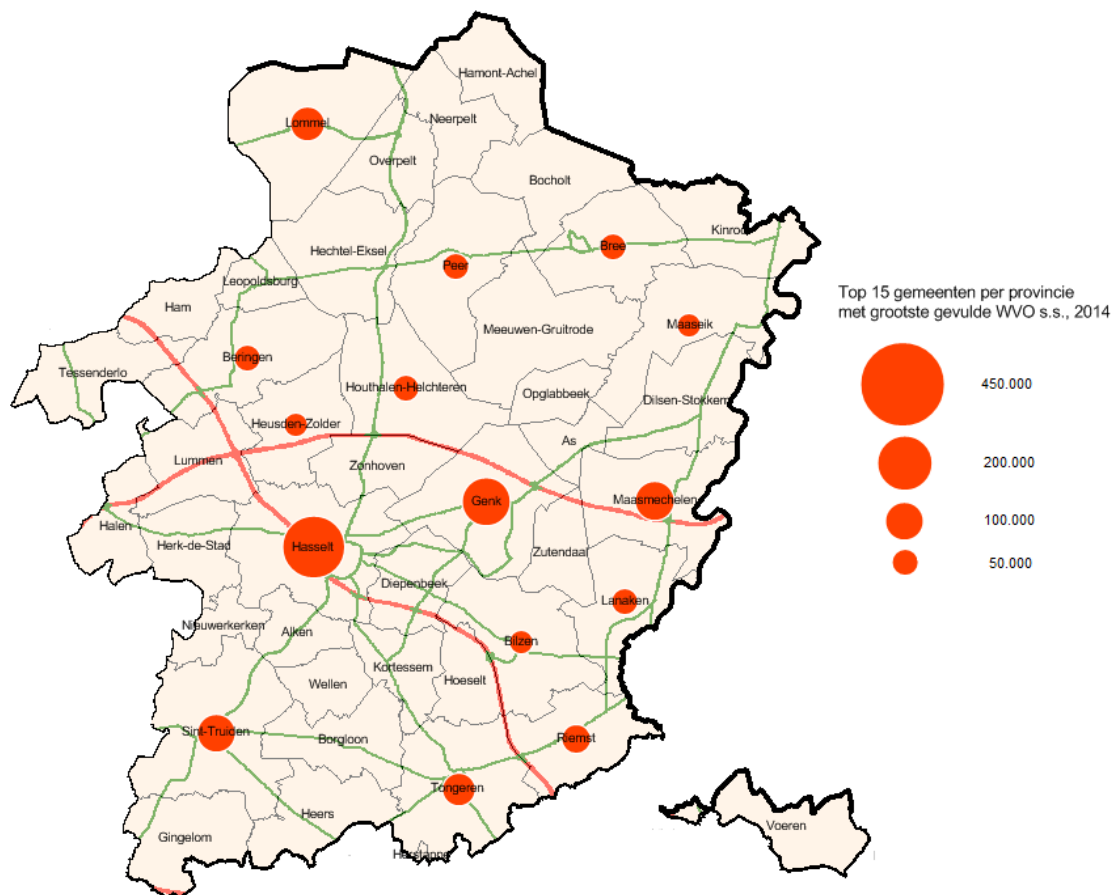 Hamont-Achel
Lommel
Neerpelt
Overpelt
Bocholt
Kinrooi
Hechtel-Eksel
Bree
Peer
Leopoldsburg
Ham
Top 15 gemeenten per provincie
met grootste gevulde WVO s.s., 2014
Maaseik
Meeuwen-Gruitrode
Beringen
Tessenderlo
Houthalen-Helchteren
450.000
Opglabbeek
Dilsen-Stokkem
Heusden-Zolder
As
Lummen
Zonhoven
200.000
Genk
Maasmechelen
Halen
100.000
Herk-de-Stad
Hasselt
Zutendaal
50.000
Diepenbeek
Lanaken
Nieuwerkerken
Alken
Bilzen
Kortessem
Hoeselt
Wellen
Sint-Truiden
Borgloon
Riemst
Tongeren
Heers
Voeren
Gingelom
Herstappe